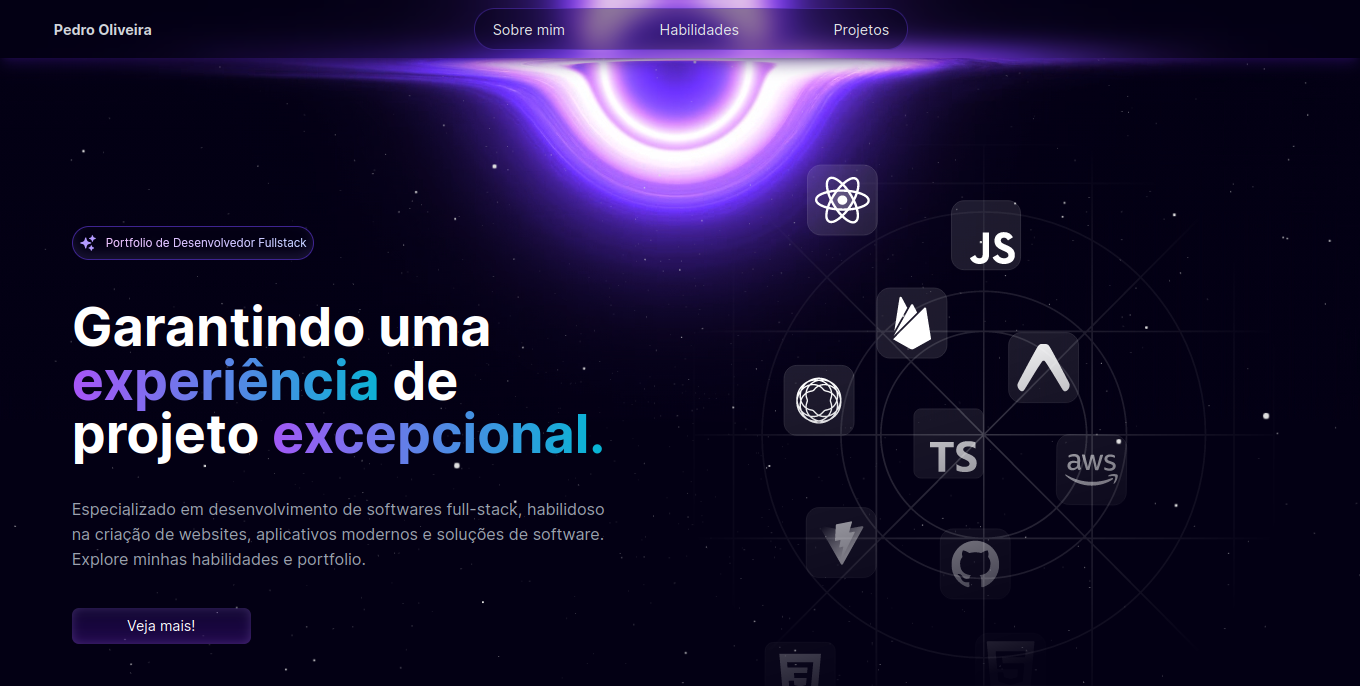 Pedro Oliveira
Sobre mim
Habilidades
Projetos
Portfolio de Desenvolvedor Fullstack
Garantindo uma
experiência de
projeto excepcional.
Especializado em desenvolvimento de softwares full-stack, habilidoso
na criação de websites, aplicativos modernos e soluções de software.
Explore minhas habilidades e portfolio.
Veja mais!
JS
TS
aws